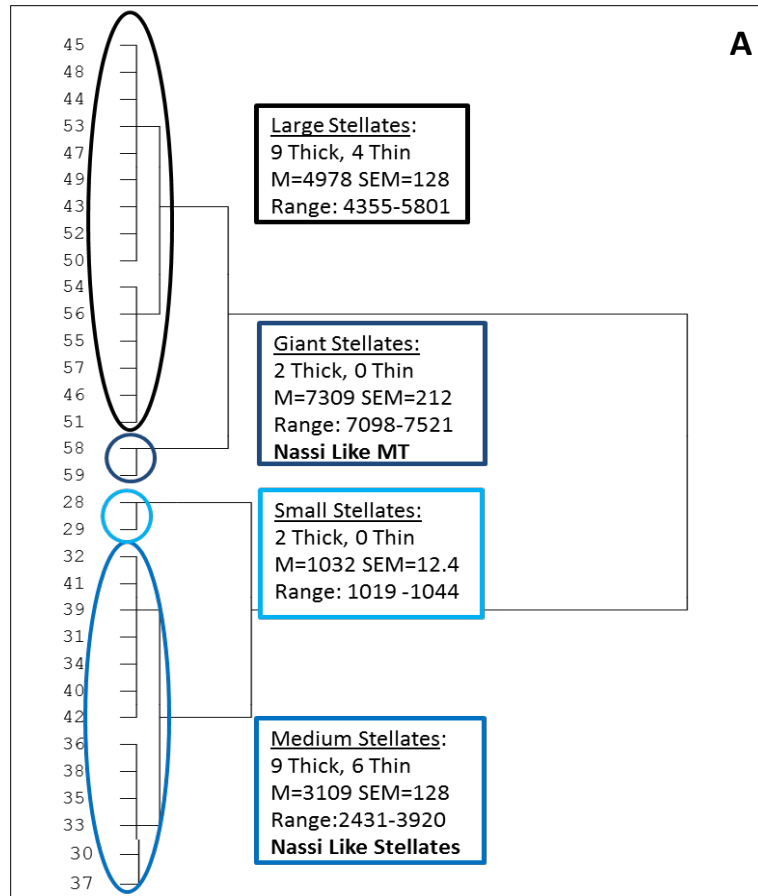 A
45
48
44
53
47
49
43
52
50
54
56
55
57
46
51
58
59
28
29
32
41
39
31
34
40
42
36
38
35
33
30
37
Large Stellates:
9 Thick, 4 Thin
M=4978 SEM=128
Range: 4355-5801
Giant Stellates:
2 Thick, 0 Thin
M=7309 SEM=212
Range: 7098-7521
Nassi Like MT
Small Stellates:
2 Thick, 0 Thin
M=1032 SEM=12.4
Range: 1019 -1044
Medium Stellates:
9 Thick, 6 Thin
M=3109 SEM=128
Range:2431-3920
Nassi Like Stellates